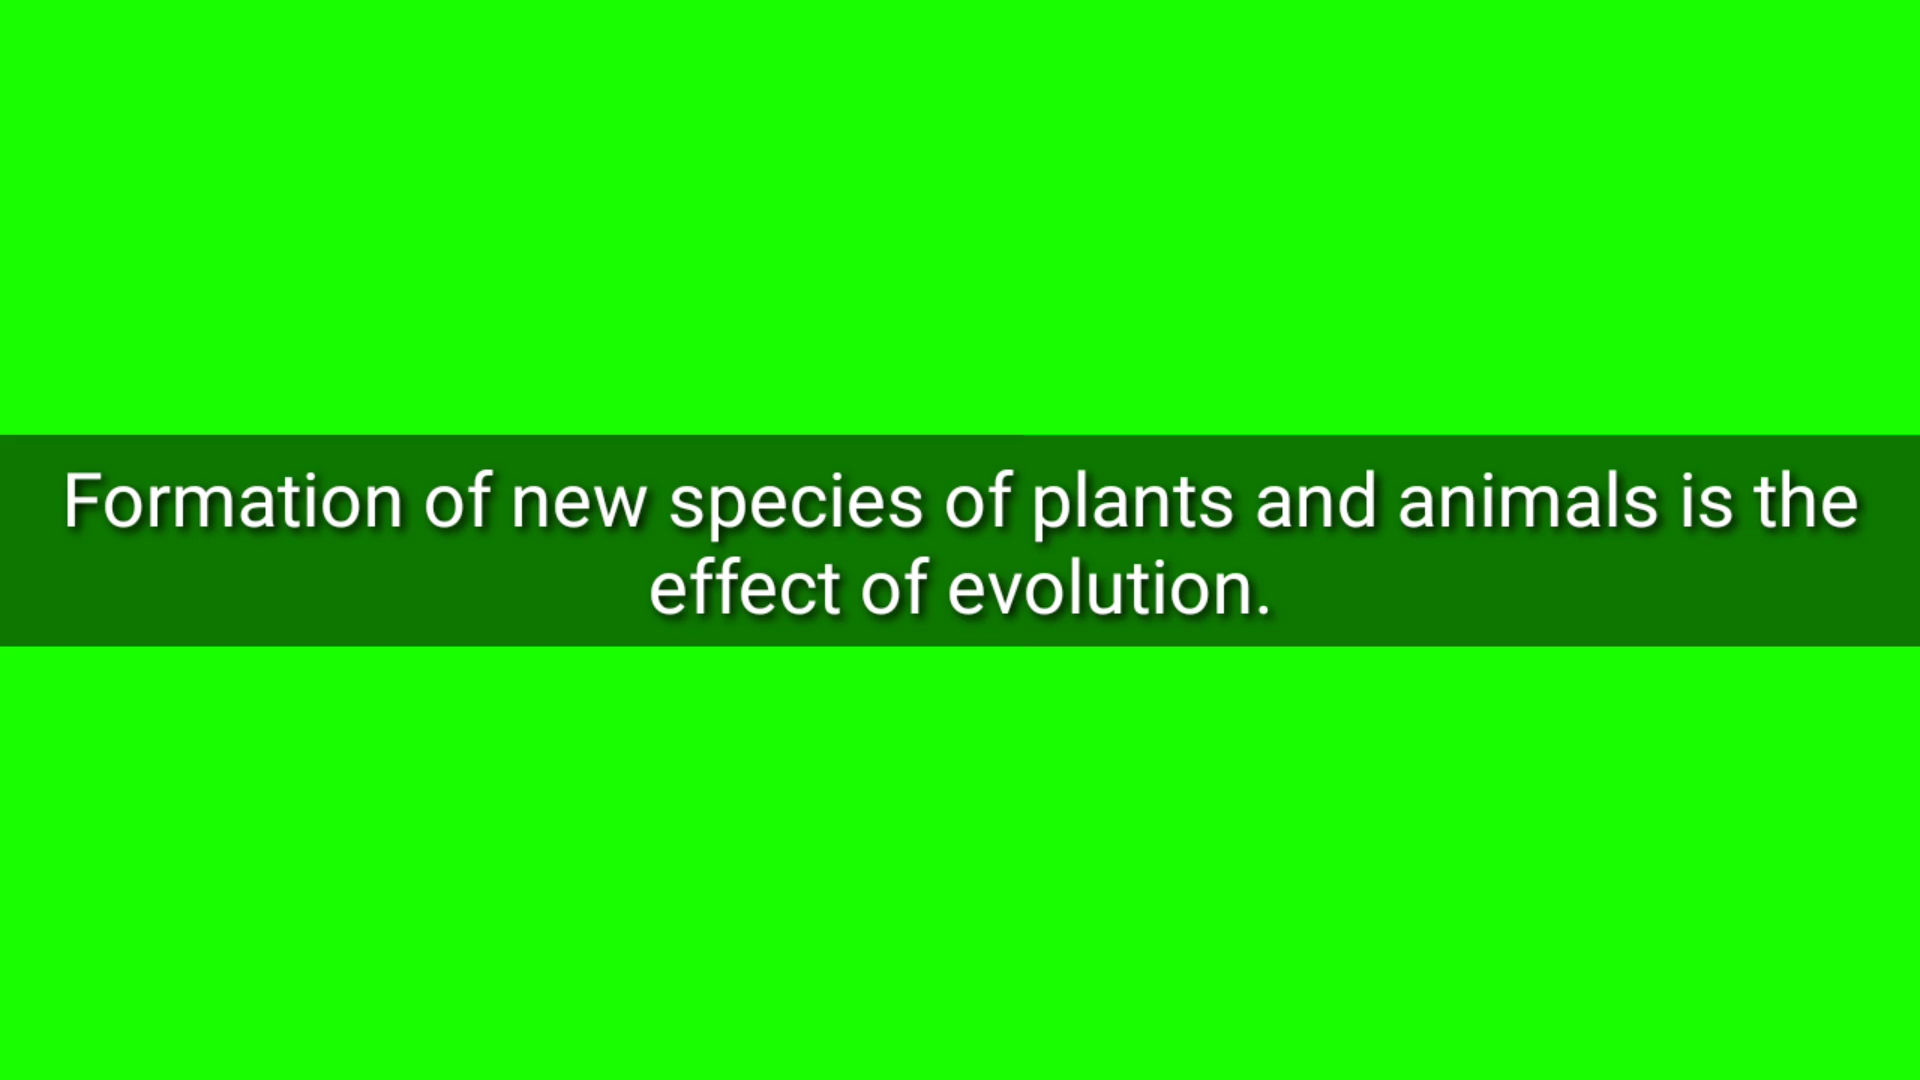 Formation of new species of plants and animals is the
effect of evolution.